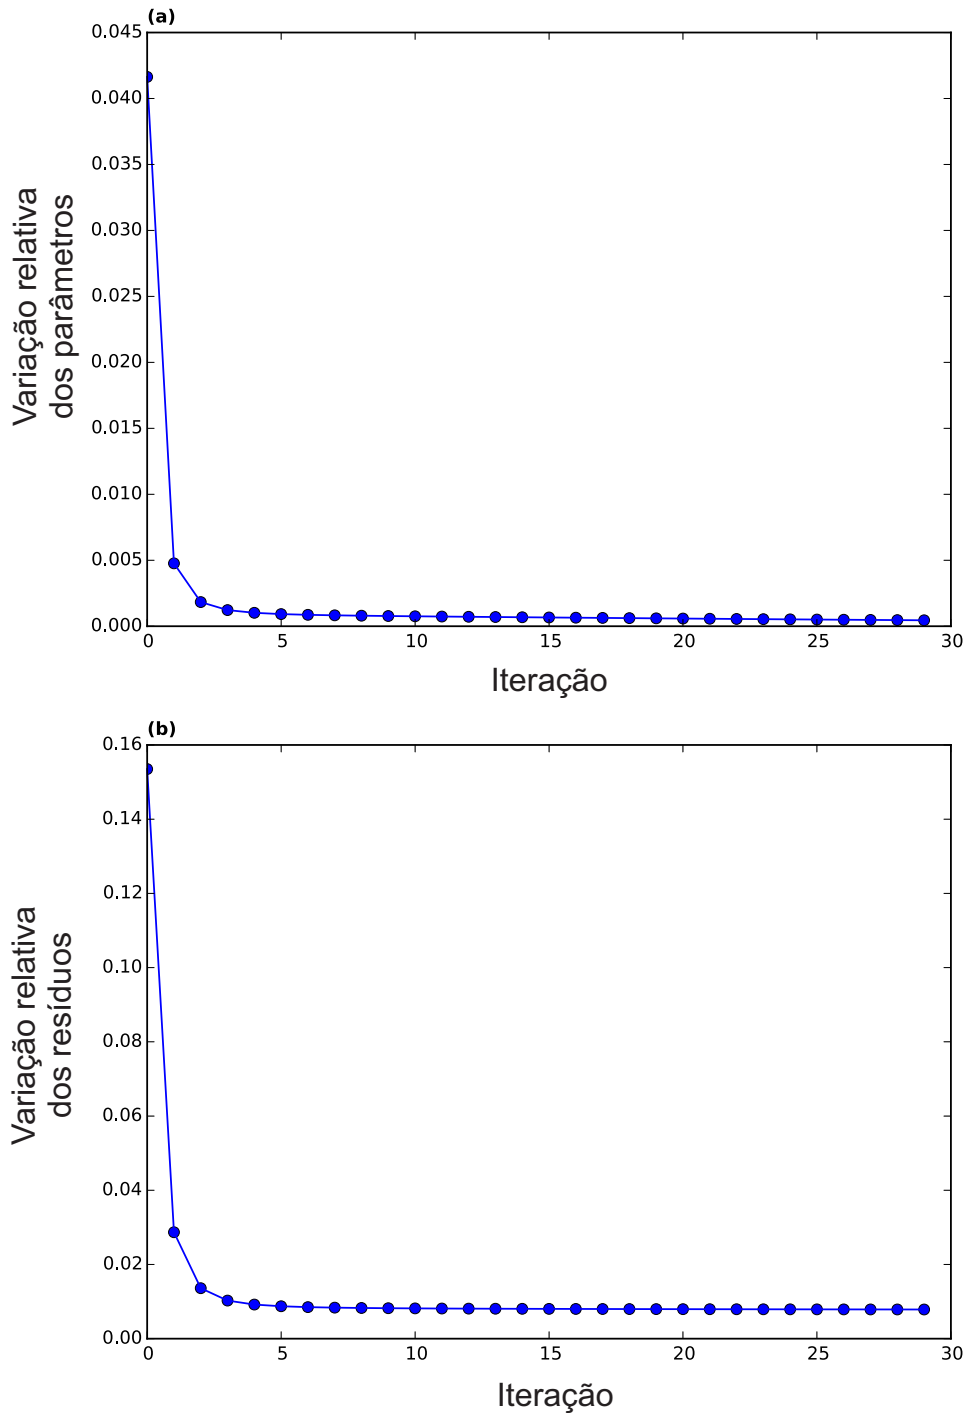 (a)
0.045
0.040
0.035
0.030
0.025
0.020
0.015
0.010
0.005
0.000
Variação relativa
dos parâmetros
0 5 10 15 20 25 30
Iteração
(b)
0.16
0.14
0.12
0.10
0.08
0.06
0.04
0.02
0.00
Variação relativa
dos resíduos
0 5 10 15 20 25 30
Iteração